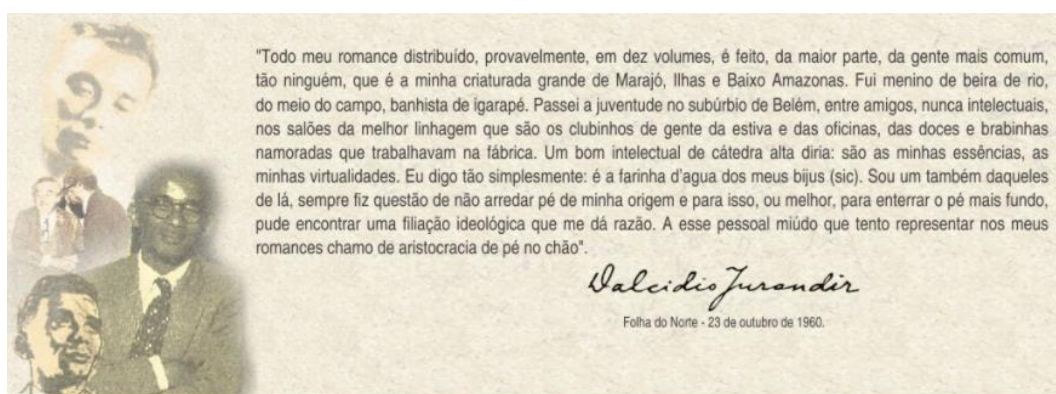 "Todo meu romance distribuído, provavelmente, em dez volumes, é feito, da maior parte, da gente mais comum,
tão ninguém, que é a minha criaturada grande de Marajó, Ilhas e Baixo Amazonas. Fui menino de beira de rio,
do meio do campo, banhista de igarapé. Passei a juventude no subúrbio de Belém, entre amigos, nunca intelectuais,
nos salões da melhor linhagem que são os clubinhos de gente da estiva e das oficinas, das doces e brabinhas
namoradas que trabalhavam na fábrica. Um bom intelectual de cátedra alta diria: são as minhas essências, as
minhas virtualidades. Eu digo tão simplesmente: é a farinha d'agua dos meus bijus (sic). Sou um também daqueles
de lá, sempre fiz questão de não arredar pé de minha origem e para isso, ou melhor, para enterrar o pé mais fundo,
pude encontrar uma filiação ideológica que me dá razão. A esse pessoal miúdo que tento representar nos meus
romances chamo de aristocracia de pé no chão".
Dalcidio Jurandir
Folha do Norte - 23 de outubro de 1960.